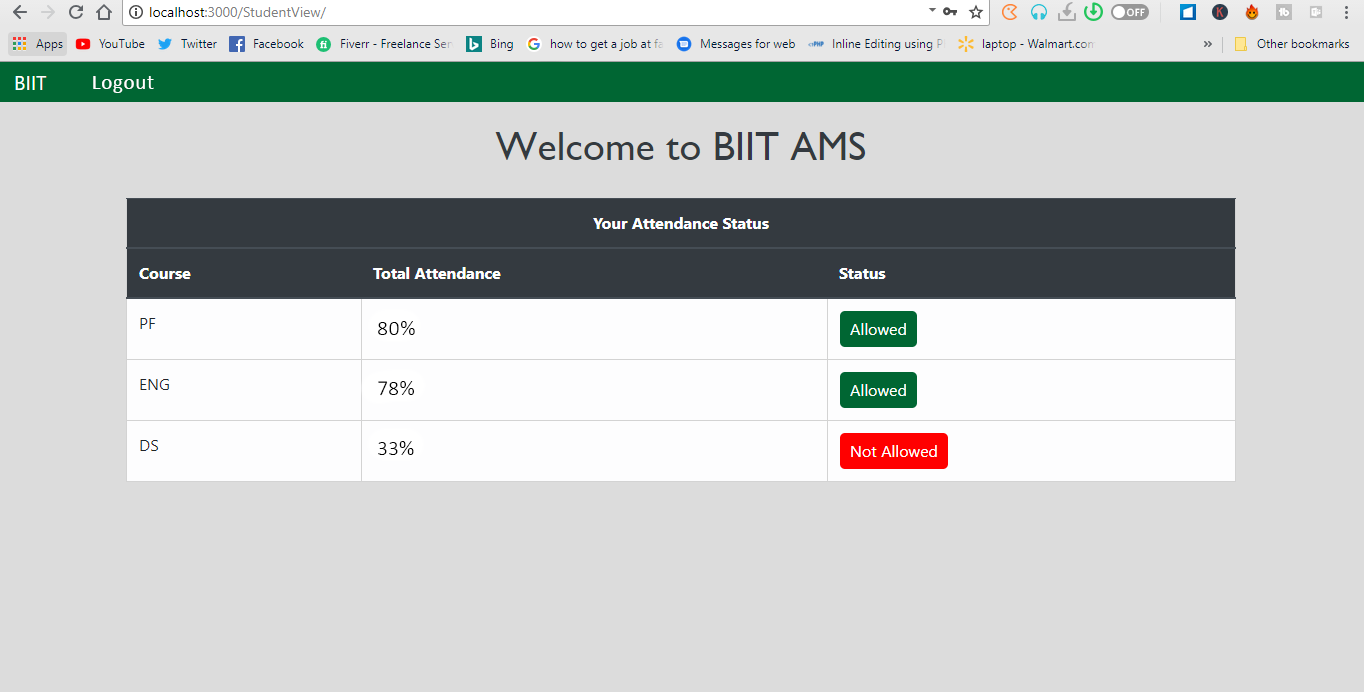 localhost:3000/StudentView/
OFF
Apps YouTube Twitter Facebook Fiverr - Freelance Ser Bing how to get a job at fa Messages for web Inline Editing using P laptop - Walmart.com » Other bookmarks
BIIT Logout
Welcome to BIIT AMS
Your Attendance Status
Course Total Attendance Status
PF 80% Allowed
ENG 78% Allowed
DS 33% Not Allowed